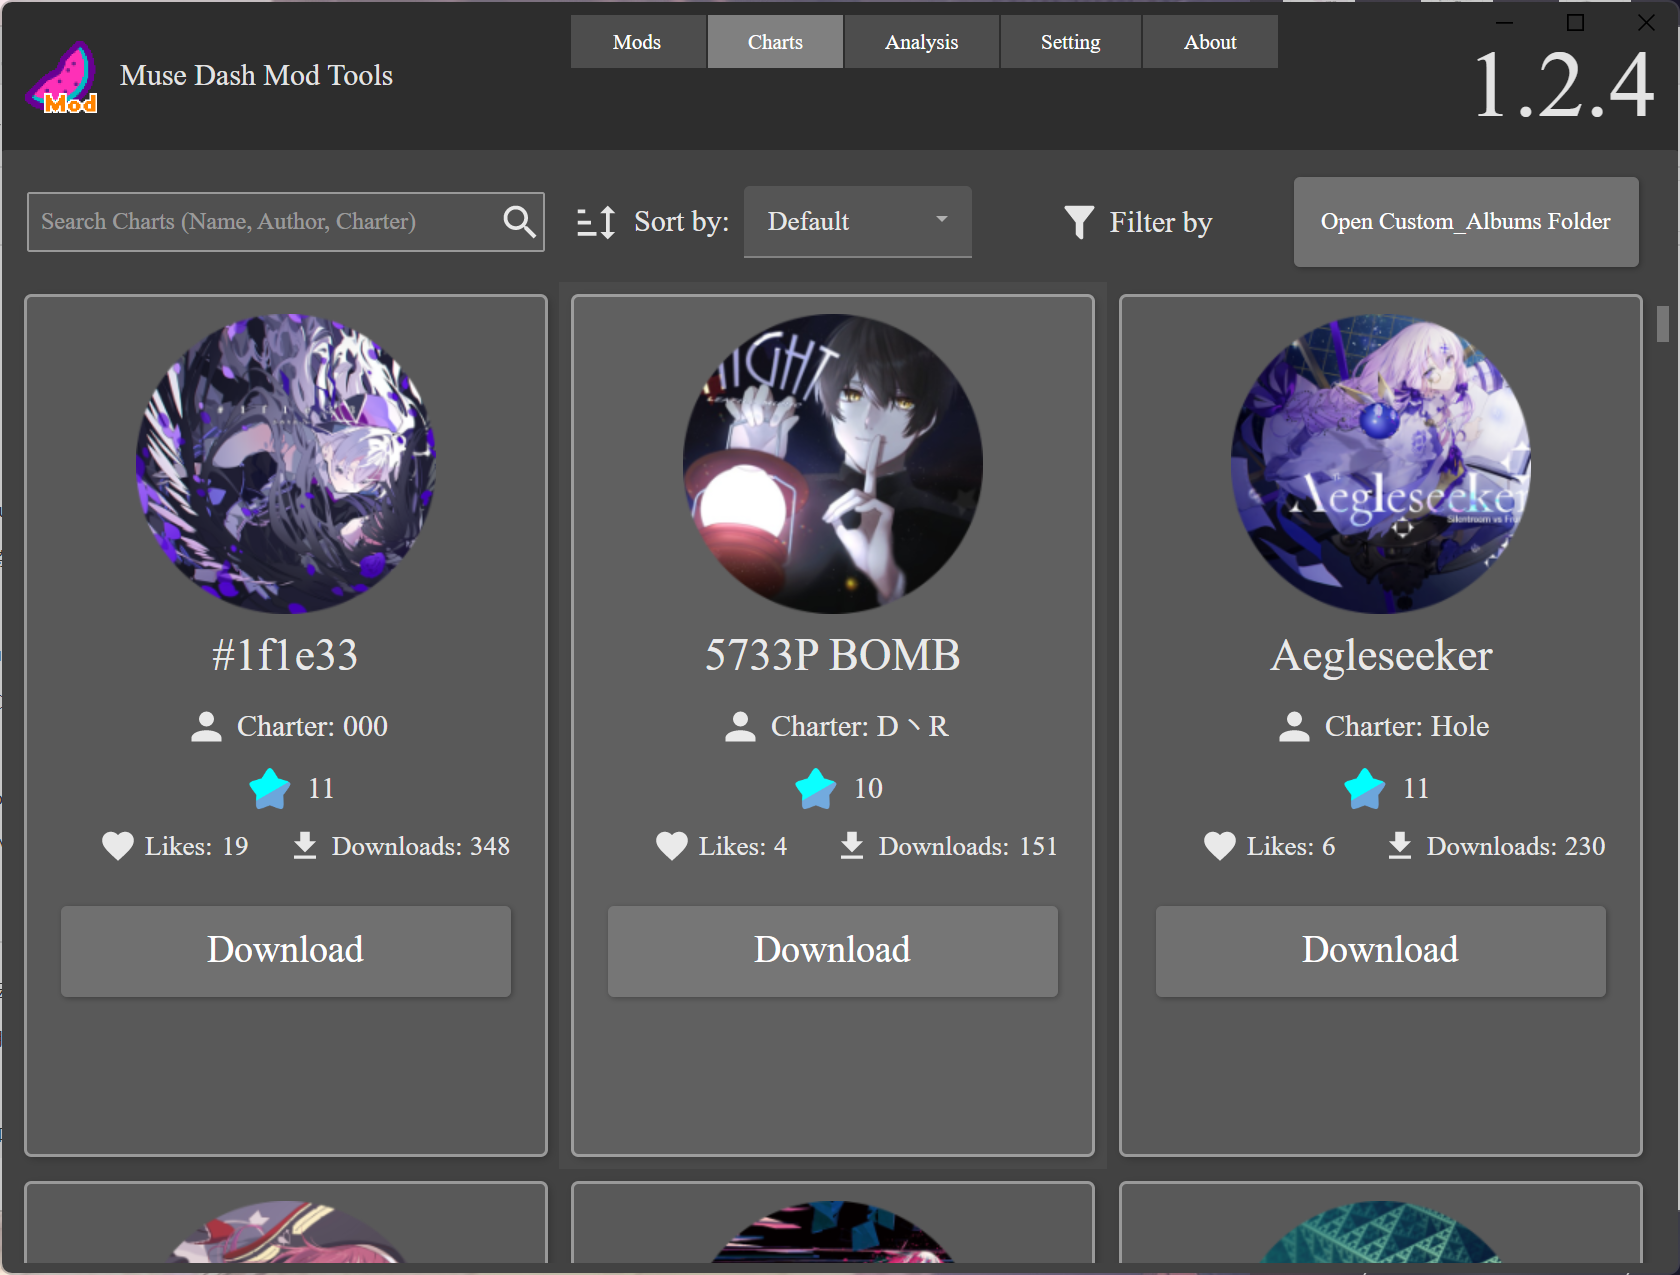 Mods
Charts
Analysis
Setting
About
Mod
Muse Dash Mod Tools
1.2.4
Search Charts (Name, Author, Charter)
Sort by:
Default
Filter by
Open Custom_Albums Folder
NIGHT
#1f1
Aegleseeker
Silentroom vs Fr
#1f1e33
5733P BOMB
Aegleseeker
Charter: 000
Charter: D丶R
Charter: Hole
11
10
11
Likes: 19
Downloads: 348
Likes: 4
Downloads: 151
Likes: 6
Downloads: 230
Download
Download
Download